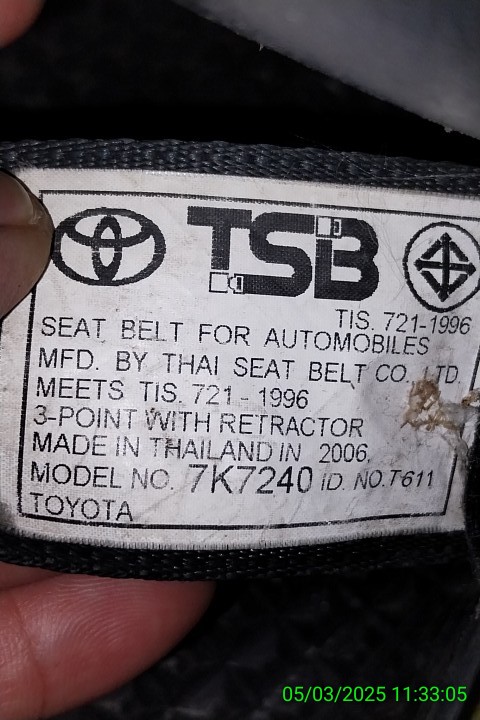 TSB
TIS. 721-1996
SEAT BELT FOR AUTOMOBILES
MFD. BY THAI SEAT BELT CO. LTD.
MEETS TIS. 721 - 1996
3-POINT WITH RETRACTOR
MADE IN THAILAND IN 2006.
MODEL NO. 7K7240 ID. NO. T611
TOYOTA
05/03/2025 11:33:05